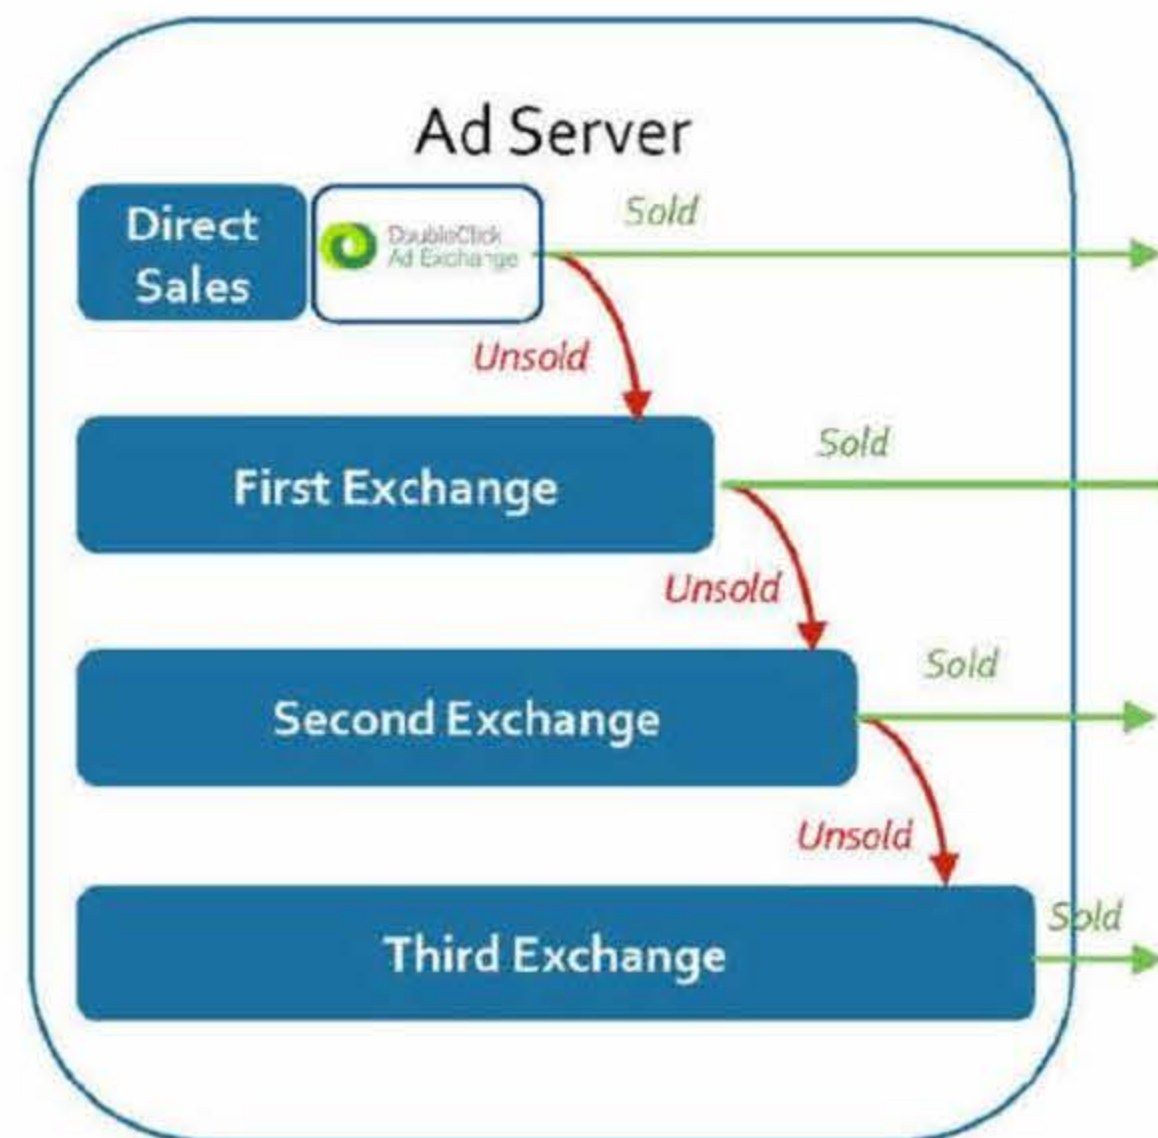 Ad Server
Direct
Sales
DoubleClick
Ad Exchange
Sold
Unsold
First Exchange
Sold
Unsold
Second Exchange
Sold
Unsold
Third Exchange
Sold